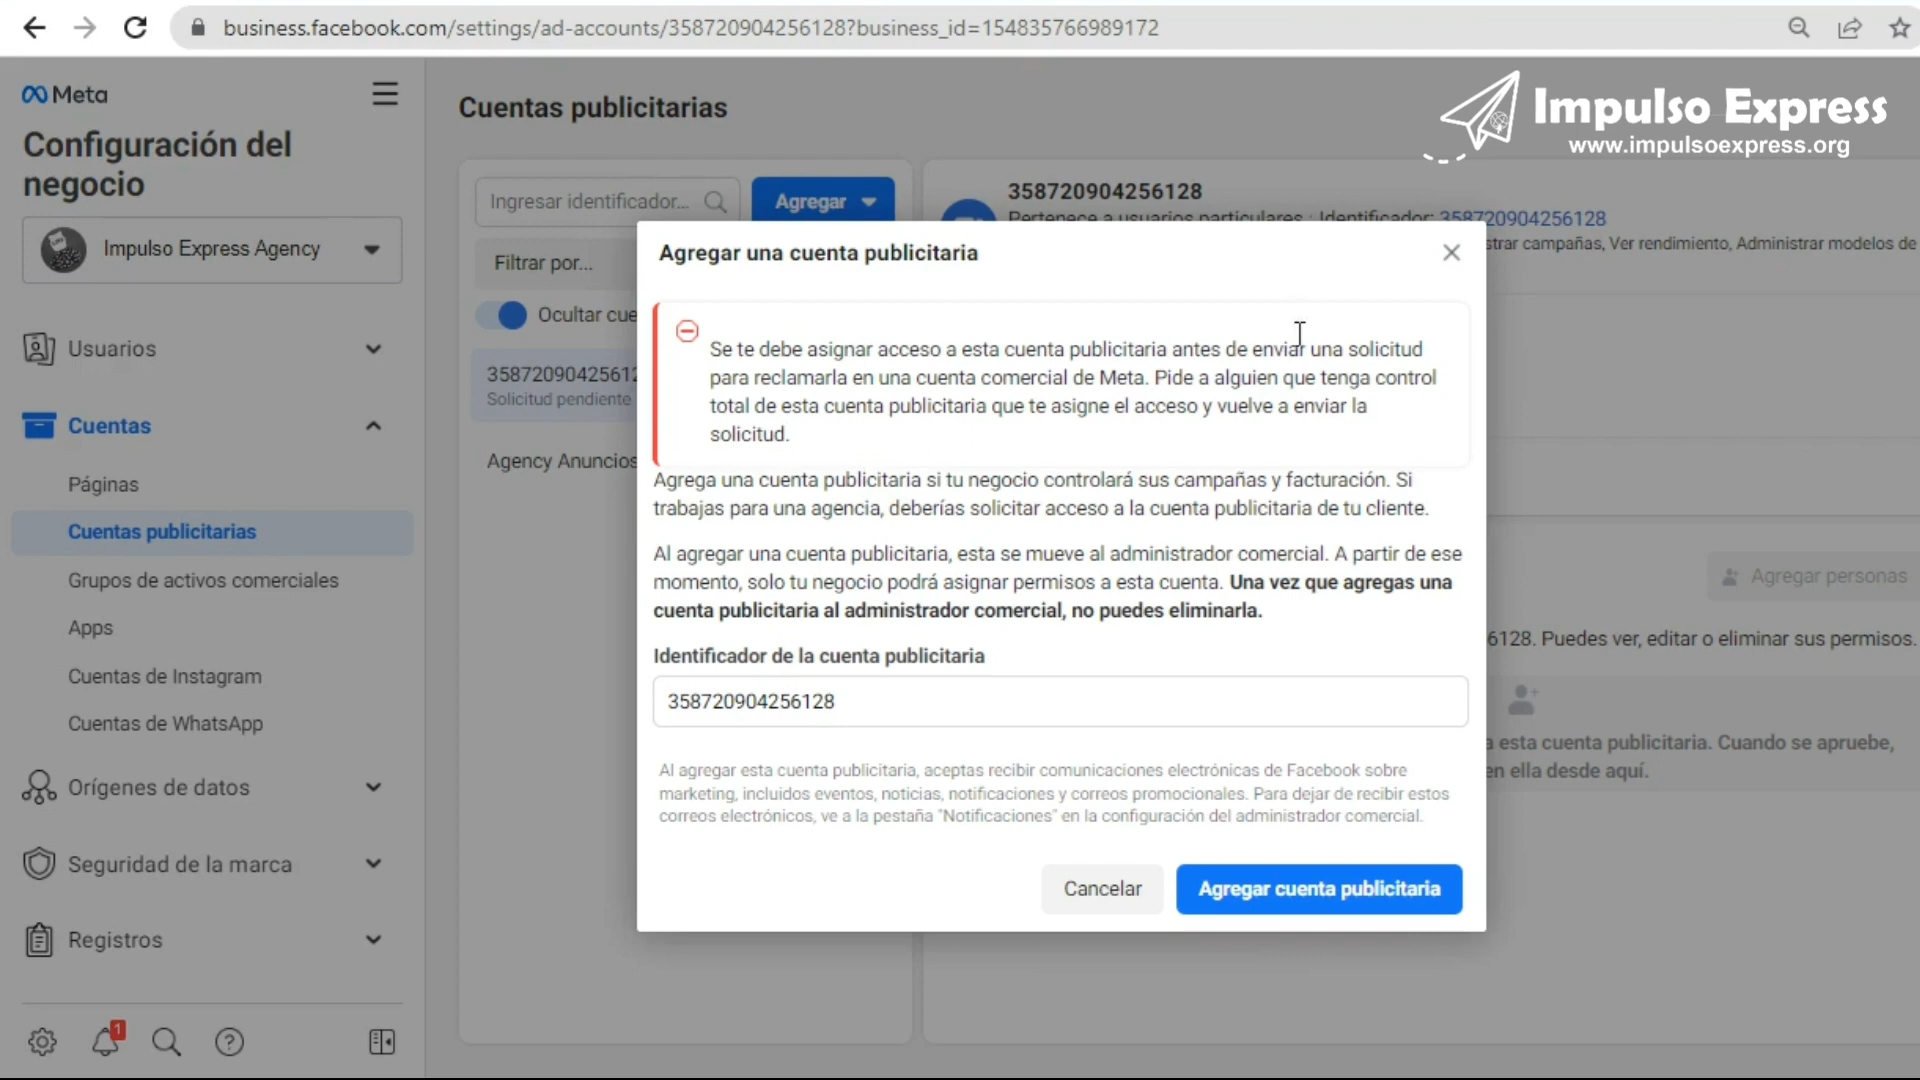 business.facebook.com/settings/ad-accounts/358720904256128?business_id=154835766989172
Meta
Configuración del
negocio
Impulso Express Agency
Usuarios
Cuentas
Páginas
Cuentas publicitarias
Grupos de activos comerciales
Apps
Cuentas de Instagram
Cuentas de WhatsApp
Orígenes de datos
Seguridad de la marca
Registros
1
Cuentas publicitarias
Impulso Express
www.impulsoexpress.org
Ingresar identificador...
Agregar
Filtrar por...
Ocultar cue
35872090425612
Solicitud pendiente
Agency Anuncios
358720904256128
Pertenece a usuarios particulares · Identificador: 358720904256128
strar campañas, Ver rendimiento, Administrar modelos de
Agregar una cuenta publicitaria
Se te debe asignar acceso a esta cuenta publicitaria antes de enviar una solicitud
para reclamarla en una cuenta comercial de Meta. Pide a alguien que tenga control
total de esta cuenta publicitaria que te asigne el acceso y vuelve a enviar la
solicitud.
Agrega una cuenta publicitaria si tu negocio controlará sus campañas y facturación. Si
trabajas para una agencia, deberías solicitar acceso a la cuenta publicitaria de tu cliente.
Al agregar una cuenta publicitaria, esta se mueve al administrador comercial. A partir de ese
momento, solo tu negocio podrá asignar permisos a esta cuenta. Una vez que agregas una
cuenta publicitaria al administrador comercial, no puedes eliminarla.
Identificador de la cuenta publicitaria
358720904256128
Al agregar esta cuenta publicitaria, aceptas recibir comunicaciones electrónicas de Facebook sobre
marketing, incluidos eventos, noticias, notificaciones y correos promocionales. Para dejar de recibir estos
correos electrónicos, ve a la pestaña "Notificaciones" en la configuración del administrador comercial.
Cancelar
Agregar cuenta publicitaria
Agregar personas
6128. Puedes ver, editar o eliminar sus permisos.
a esta cuenta publicitaria. Cuando se apruebe,
en ella desde aquí.